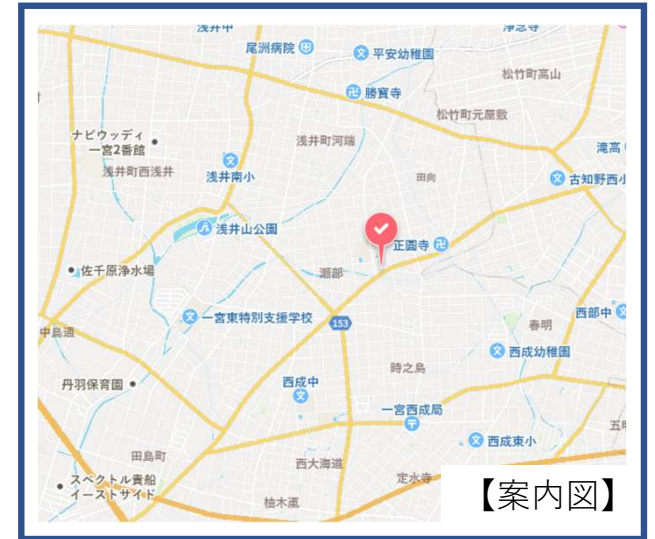 浅井中
浄念寺
尾洲病院
平安幼稚園
松竹町高山
勝寳寺
松竹町元屋敷
ナビウッディ
一宮2番館
浅井町河端
滝高
浅井町西浅井
浅井南小
田向
古知野西小
浅井山公園
正圓寺
佐千原浄水場
瀬部
一宮東特別支援学校
153
西部中
中島通
春明
西成幼稚園
時之島
丹羽保育園
西成中
一宮西成局
田島町
西大海道
西成東小
スペクトル貴船
イーストサイド
定水寺
柚木颪
【案内図】